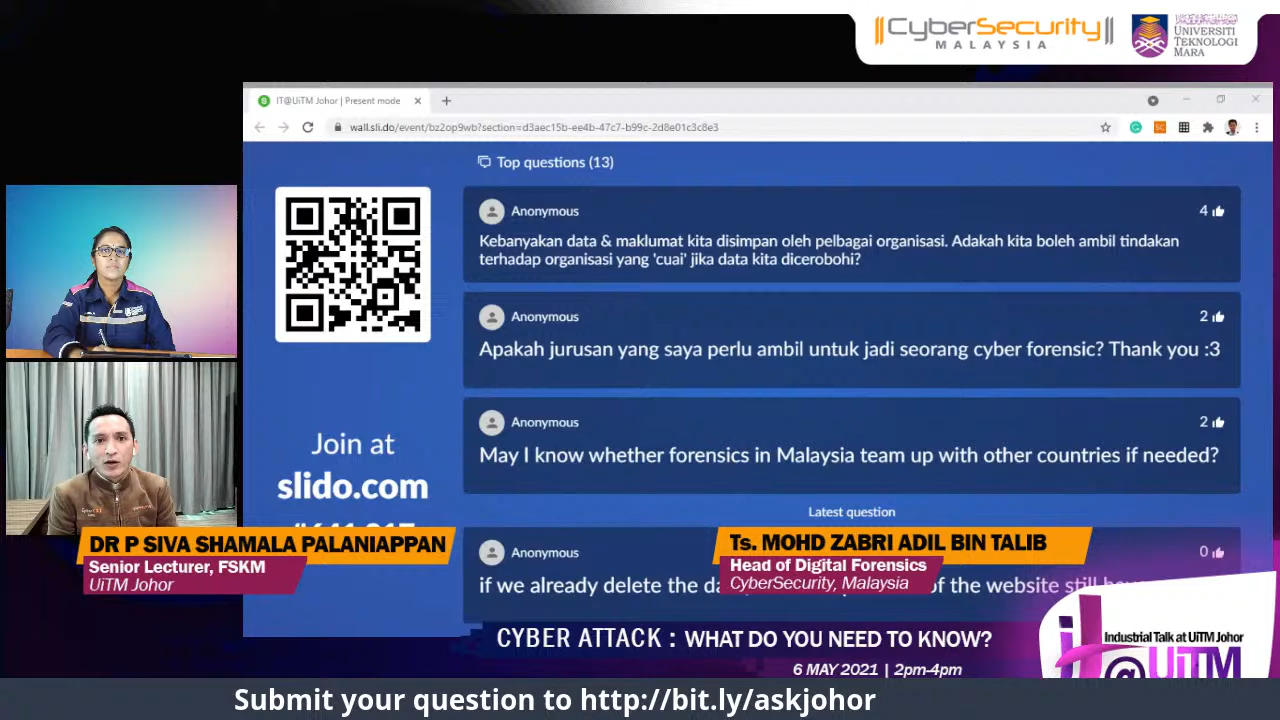 CyberSecurity
MALAYSIA
UNIVERSITI
TEKNOLOGI
MARA
IT@UiTM Johor | Present mode
wall.sli.do/event/bz2op9wb?section=d3aec15b-ee4b-47c7-b99c-2d8e01c3c8e3
Top questions (13)
Anonymous
4
Kebanyakan data & maklumat kita disimpan oleh pelbagai organisasi. Adakah kita boleh ambil tindakan
terhadap organisasi yang 'cuai' jika data kita dicerobohi?
Anonymous
2
Apakah jurusan yang saya perlu ambil untuk jadi seorang cyber forensic? Thank you :3
Anonymous
2
May I know whether forensics in Malaysia team up with other countries if needed?
Join at
slido.com
Latest question
Anonymous
0
if we already delete the of the website still
DR P SIVA SHAMALA PALANIAPPAN
Senior Lecturer, FSKM
UiTM Johor
Ts. MOHD ZABRI ADIL BIN TALIB
Head of Digital Forensics
CyberSecurity, Malaysia
CYBER ATTACK : WHAT DO YOU NEED TO KNOW?
6 MAY 2021 | 2pm-4pm
Industrial Talk at UiTM Johor
it@UiTM
Submit your question to http://bit.ly/askjohor